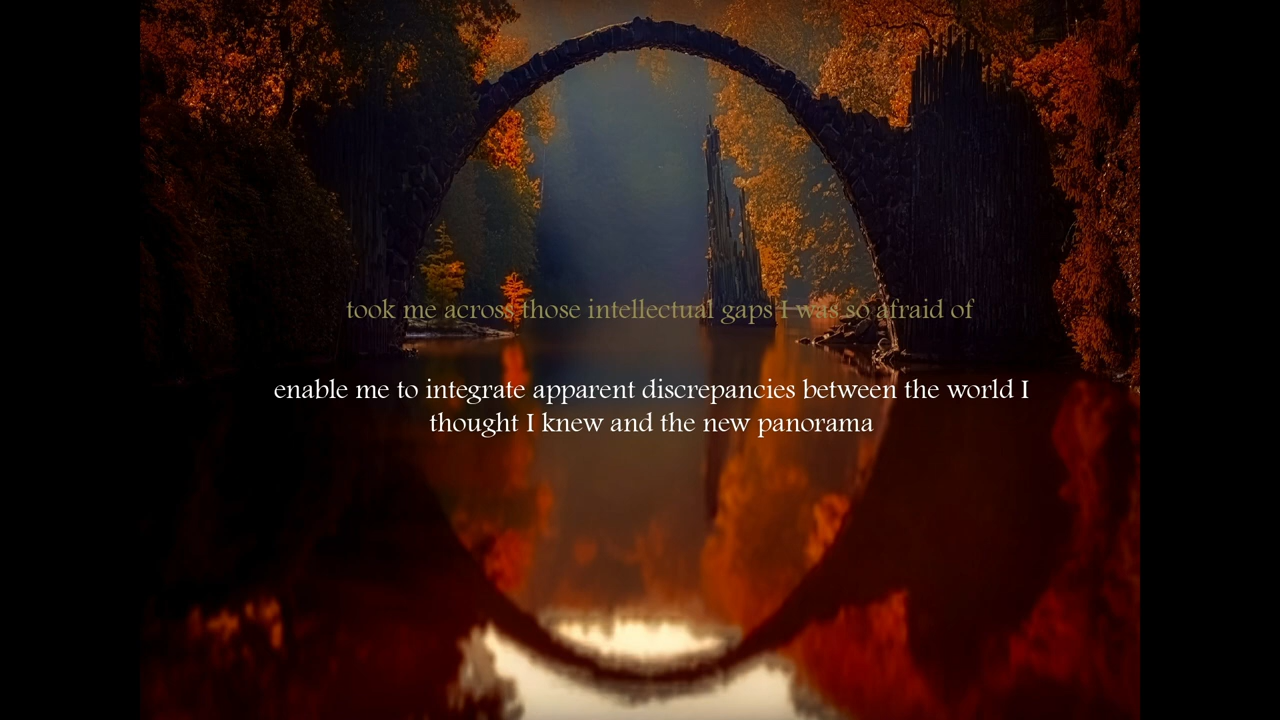 took me across those intellectual gaps I was so afraid of
enable me to integrate apparent discrepancies between the world I
thought I knew and the new panorama